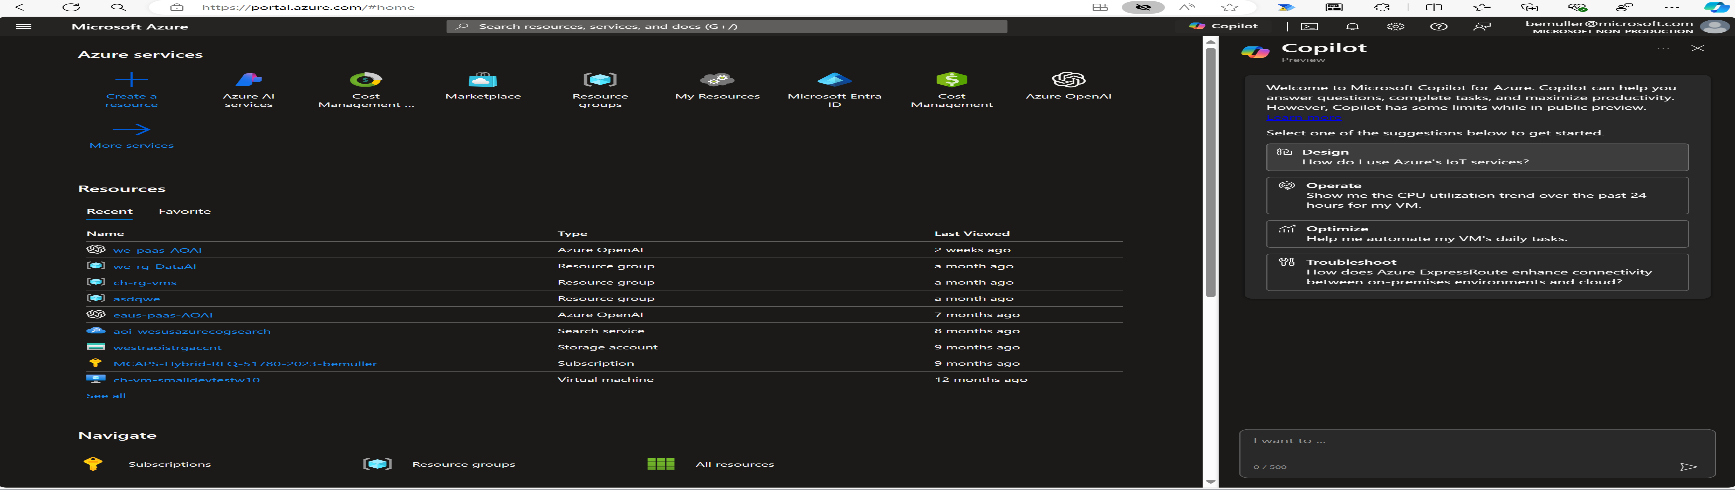 https://portal.azure.com/#home
Microsoft Azure
Search resources, services, and docs (G+/)
Copilot
bemuller@microsoft.com
MICROSOFT NON-PRODUCTION
Azure services
Create a resource
Azure AI services
Cost Management ...
Marketplace
Resource groups
My Resources
Microsoft Entra ID
Cost Management
Azure OpenAI
More services
Resources
Recent Favorite
Name Type Last Viewed
we-paas-AOAI Azure OpenAI 2 weeks ago
we-rg-DataAI Resource group a month ago
ch-rg-vms Resource group a month ago
asdqwe Resource group a month ago
eaus-paas-AOAI Azure OpenAI 7 months ago
aoi-wesusazurecogsearch Search service 8 months ago
Storage account 9 months ago
MCAPS-Hybrid-REQ-51780-2023-bemuller Subscription 9 months ago
ch-vm-smalldevtestw10 Virtual machine 12 months ago
See all
Navigate
Subscriptions Resource groups All resources
Copilot
Preview
Welcome to Microsoft Copilot for Azure. Copilot can help you
answer questions, complete tasks, and maximize productivity.
However, Copilot has some limits while in public preview.
Learn more
Select one of the suggestions below to get started
Design
How do I use Azure's IoT services?
Operate
Show me the CPU utilization trend over the past 24
hours for my VM.
Optimize
Help me automate my VM's daily tasks.
Troubleshoot
How does Azure ExpressRoute enhance connectivity
between on-premises environments and cloud?
I want to ...
0 / 500